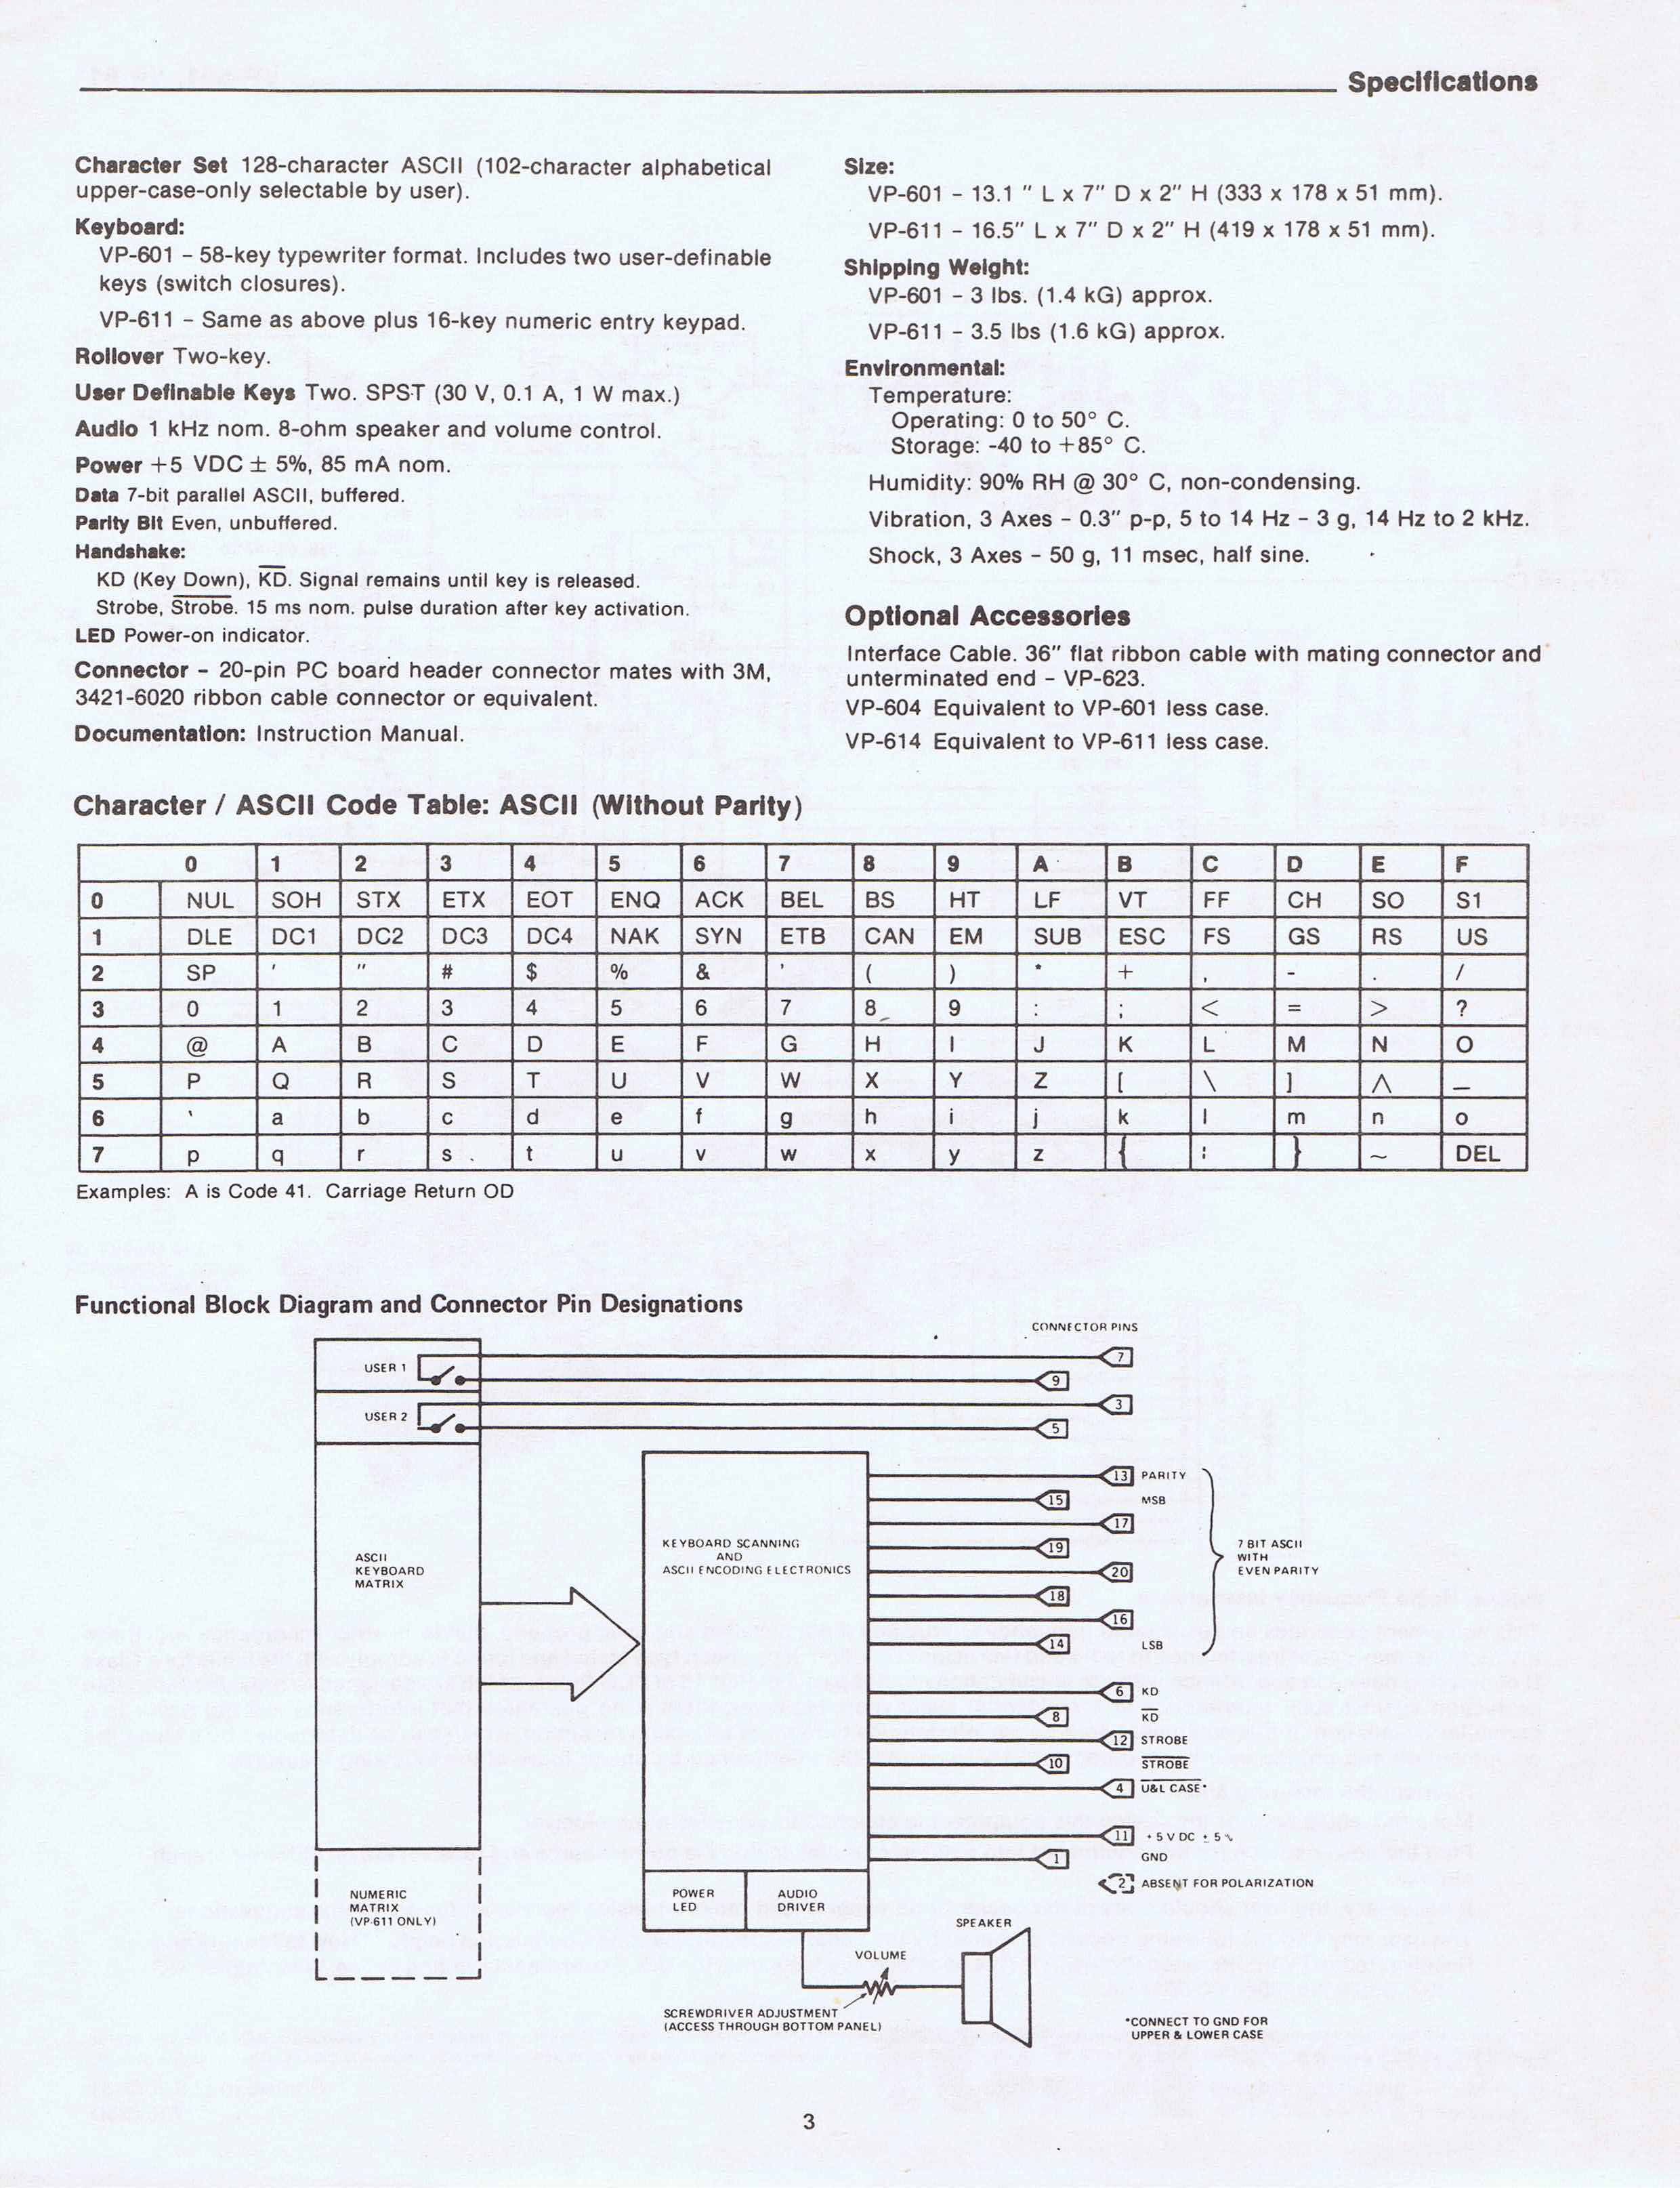 Specifications
Character Set 128-character ASCII (102-character alphabetical
upper-case-only selectable by user).
Keyboard:
VP-601 – 58-key typewriter format. Includes two user-definable
keys (switch closures).
VP-611 – Same as above plus 16-key numeric entry keypad.
Rollover Two-key.
User Definable Keys Two. SPST (30 V, 0.1 A, 1 W max.)
Audio 1 kHz nom. 8-ohm speaker and volume control.
Power +5 VDC ± 5%, 85 mA nom.
Data 7-bit parallel ASCII, buffered.
Parity Bit Even, unbuffered.
Handshake:
KD (Key Down), K̅D̅. Signal remains until key is released.
Strobe, S̅t̅r̅o̅b̅e̅. 15 ms nom. pulse duration after key activation.
LED Power-on indicator.
Connector – 20-pin PC board header connector mates with 3M,
3421-6020 ribbon cable connector or equivalent.
Documentation: Instruction Manual.
Size:
VP-601 – 13.1 " L x 7" D x 2" H (333 x 178 x 51 mm).
VP-611 – 16.5" L x 7" D x 2" H (419 x 178 x 51 mm).
Shipping Weight:
VP-601 – 3 lbs. (1.4 kG) approx.
VP-611 – 3.5 lbs (1.6 kG) approx.
Environmental:
Temperature:
Operating: 0 to 50° C.
Storage: -40 to +85° C.
Humidity: 90% RH @ 30° C, non-condensing.
Vibration, 3 Axes – 0.3" p-p, 5 to 14 Hz – 3 g, 14 Hz to 2 kHz.
Shock, 3 Axes – 50 g, 11 msec, half sine.
Optional Accessories
Interface Cable. 36" flat ribbon cable with mating connector and
unterminated end – VP-623.
VP-604 Equivalent to VP-601 less case.
VP-614 Equivalent to VP-611 less case.
Character / ASCII Code Table: ASCII (Without Parity)
0 1 2 3 4 5 6 7 8 9 A B C D E F
0 NUL SOH STX ETX EOT ENQ ACK BEL BS HT LF VT FF CH SO S1
1 DLE DC1 DC2 DC3 DC4 NAK SYN ETB CAN EM SUB ESC FS GS RS US
2 SP ' " # $ % & ' ( ) * + , - . /
3 0 1 2 3 4 5 6 7 8 9 : ; < = > ?
4 @ A B C D E F G H I J K L M N O
5 P Q R S T U V W X Y Z [ \ ] ⋀ _
6 ` a b c d e f g h i j k l m n o
7 p q r s t u v w x y z { ¦ } ~ DEL
Examples: A is Code 41. Carriage Return OD
Functional Block Diagram and Connector Pin Designations
CONNECTOR PINS
USER 1
7
9
USER 2
3
5
ASCII
KEYBOARD
MATRIX
KEYBOARD SCANNING
AND
ASCII ENCODING ELECTRONICS
13 PARITY
15 MSB
17
19
20
18
16
14 LSB
7 BIT ASCII
WITH
EVEN PARITY
6 KD
8 K̅D̅
12 STROBE
10 S̅T̅R̅O̅B̅E̅
4 U̅&̅L̅ ̅C̅A̅S̅E̅*
11 +5 V DC ± 5%
1 GND
2 ABSENT FOR POLARIZATION
NUMERIC
MATRIX
(VP-611 ONLY)
POWER
LED
AUDIO
DRIVER
SPEAKER
VOLUME
SCREWDRIVER ADJUSTMENT
(ACCESS THROUGH BOTTOM PANEL)
*CONNECT TO GND FOR
UPPER & LOWER CASE
3